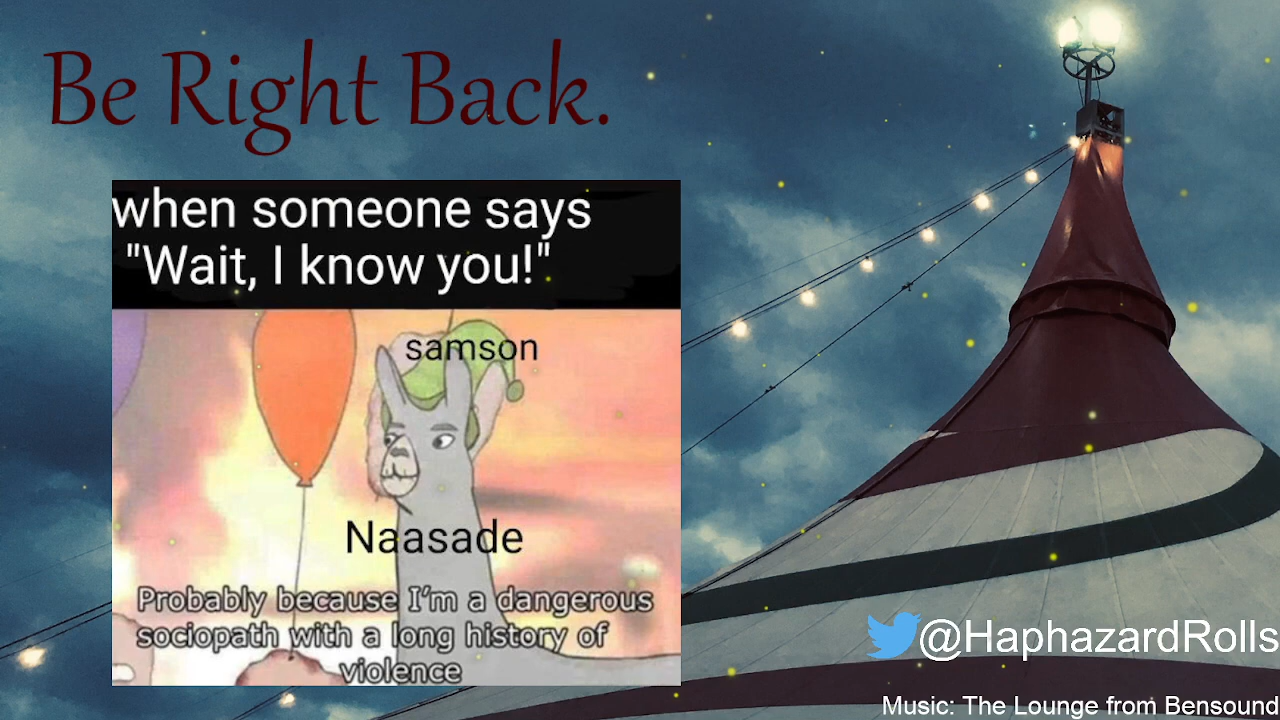 Be Right Back.
when someone says
"Wait, I know you!"
samson
Naasade
Probably because I'm a dangerous
sociopath with a long history of
violence
@HaphazardRolls
Music: The Lounge from Bensound